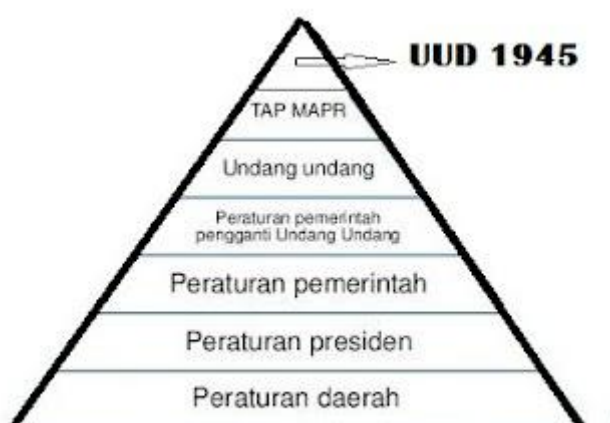 UUD 1945
TAP MAPR
Undang undang
Peraturan pemerintah
pengganti Undang Undang
Peraturan pemerintah
Peraturan presiden
Peraturan daerah